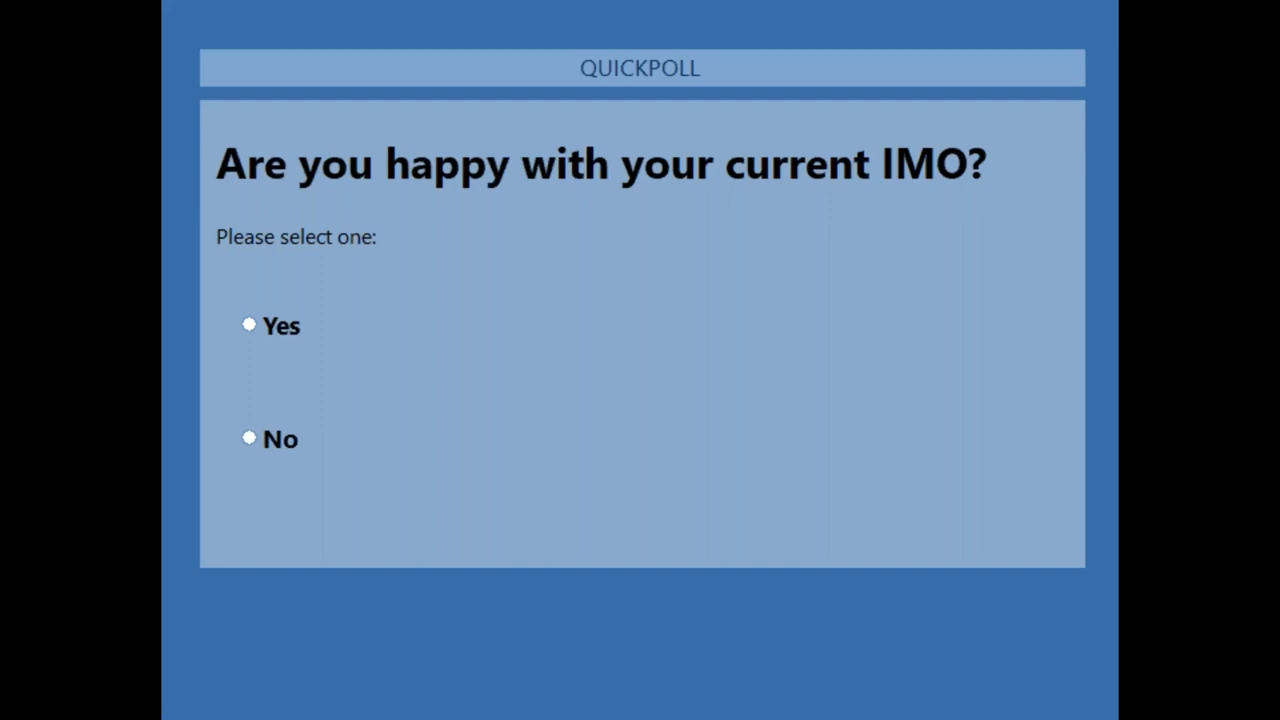 QUICKPOLL
Are you happy with your current IMO?
Please select one:
Yes
No